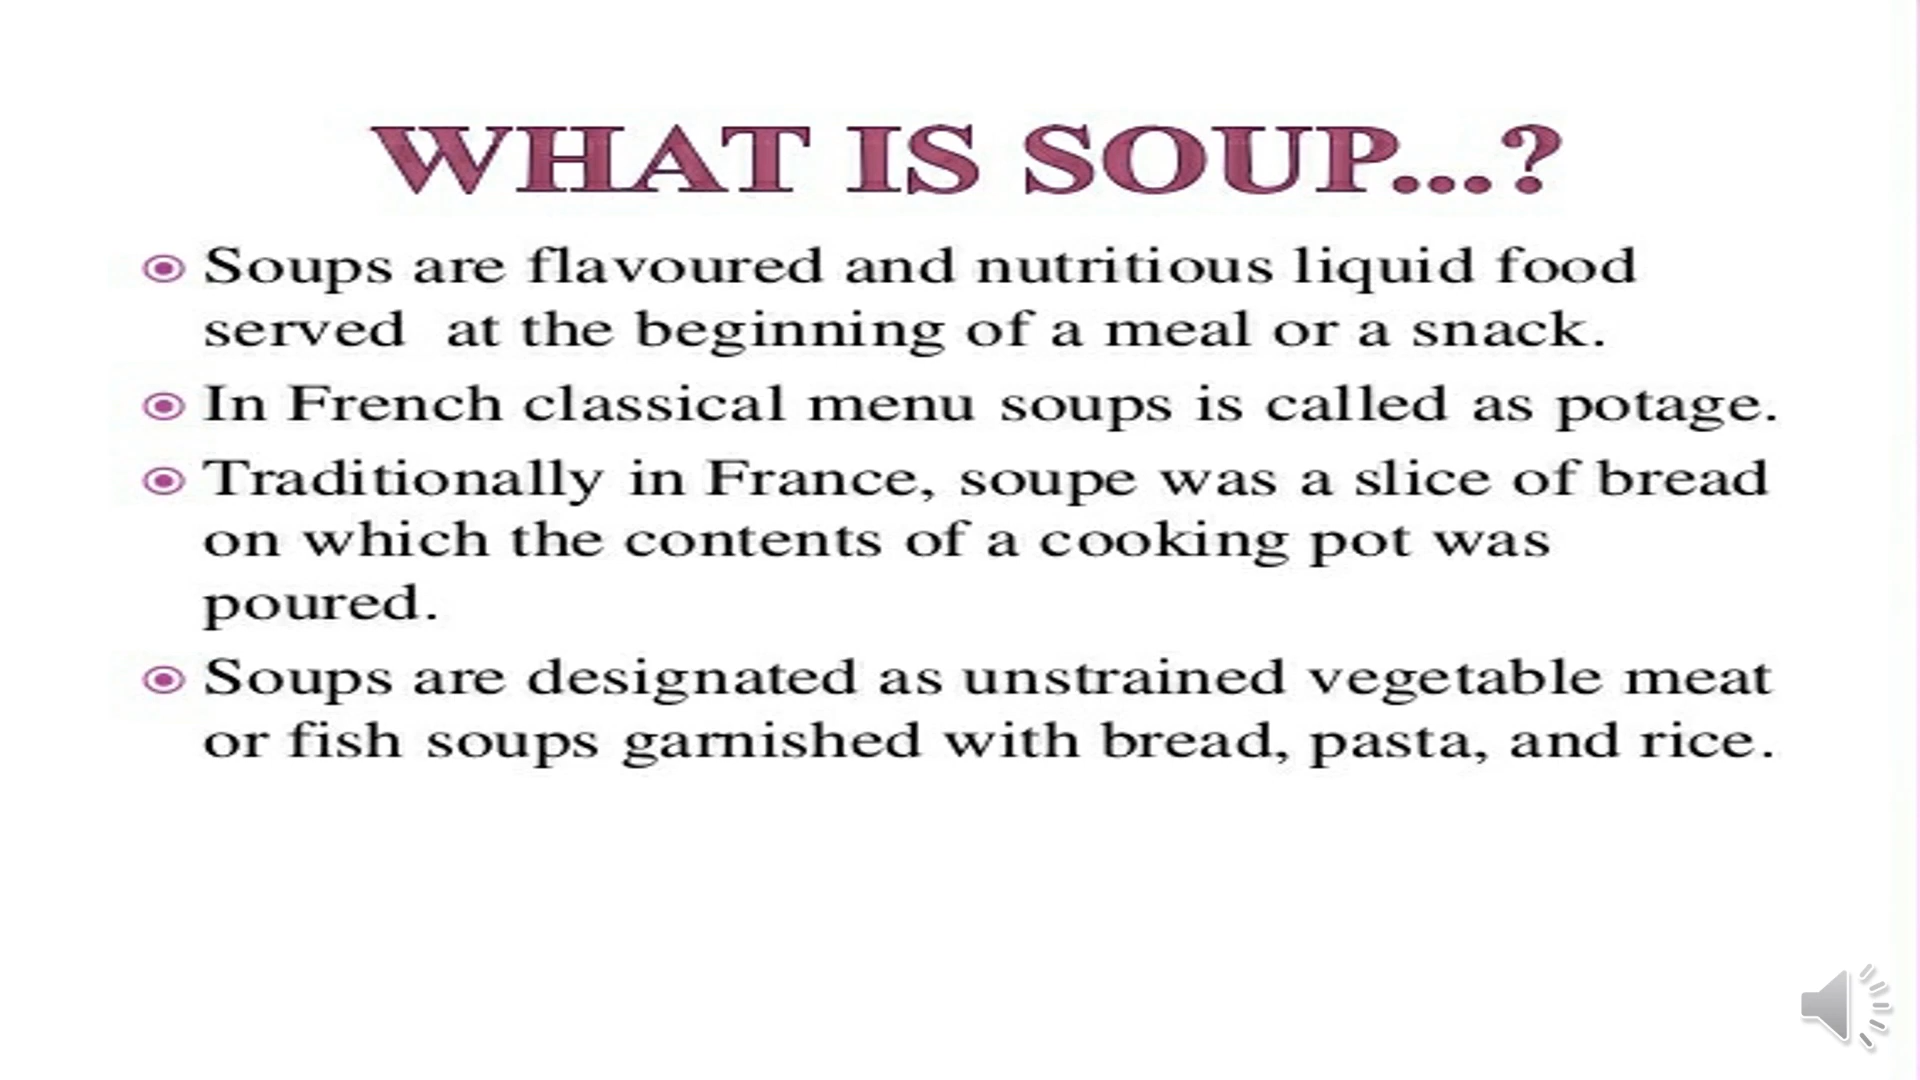 WHAT IS SOUP...?
Soups are flavoured and nutritious liquid food
served at the beginning of a meal or a snack.
In French classical menu soups is called as potage.
Traditionally in France, soupe was a slice of bread
on which the contents of a cooking pot was
poured.
Soups are designated as unstrained vegetable meat
or fish soups garnished with bread, pasta, and rice.